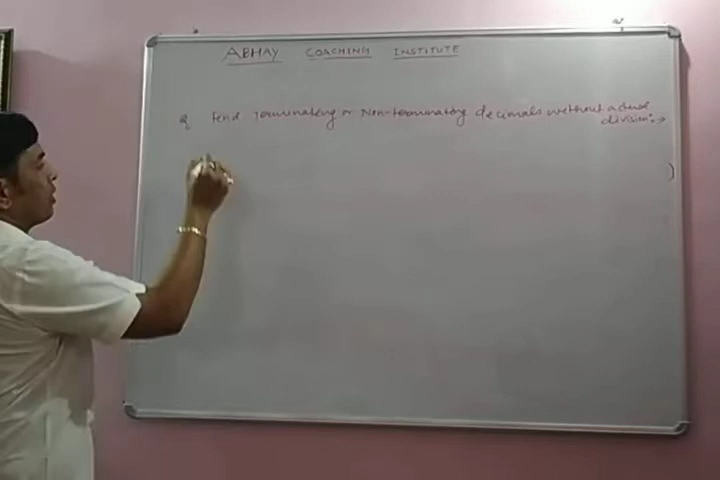 ABHAY COACHING INSTITUTE
Q Find Terminating or Non-terminating decimals without actual
division:→